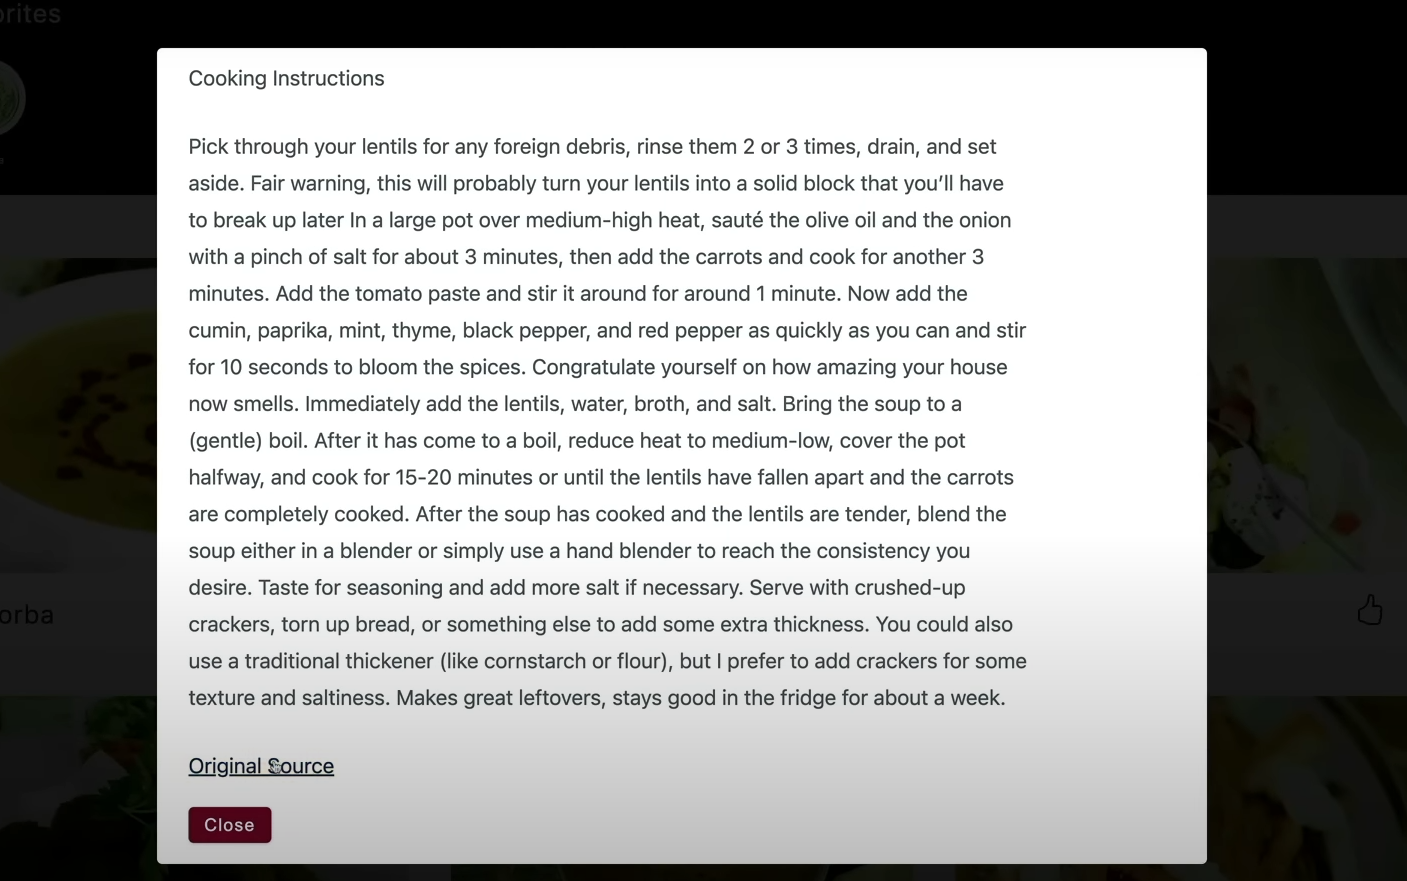 orites
Cooking Instructions
Pick through your lentils for any foreign debris, rinse them 2 or 3 times, drain, and set
aside. Fair warning, this will probably turn your lentils into a solid block that you’ll have
to break up later In a large pot over medium-high heat, sauté the olive oil and the onion
with a pinch of salt for about 3 minutes, then add the carrots and cook for another 3
minutes. Add the tomato paste and stir it around for around 1 minute. Now add the
cumin, paprika, mint, thyme, black pepper, and red pepper as quickly as you can and stir
for 10 seconds to bloom the spices. Congratulate yourself on how amazing your house
now smells. Immediately add the lentils, water, broth, and salt. Bring the soup to a
(gentle) boil. After it has come to a boil, reduce heat to medium-low, cover the pot
halfway, and cook for 15-20 minutes or until the lentils have fallen apart and the carrots
are completely cooked. After the soup has cooked and the lentils are tender, blend the
soup either in a blender or simply use a hand blender to reach the consistency you
desire. Taste for seasoning and add more salt if necessary. Serve with crushed-up
crackers, torn up bread, or something else to add some extra thickness. You could also
use a traditional thickener (like cornstarch or flour), but I prefer to add crackers for some
texture and saltiness. Makes great leftovers, stays good in the fridge for about a week.
orba
Original Source
Close